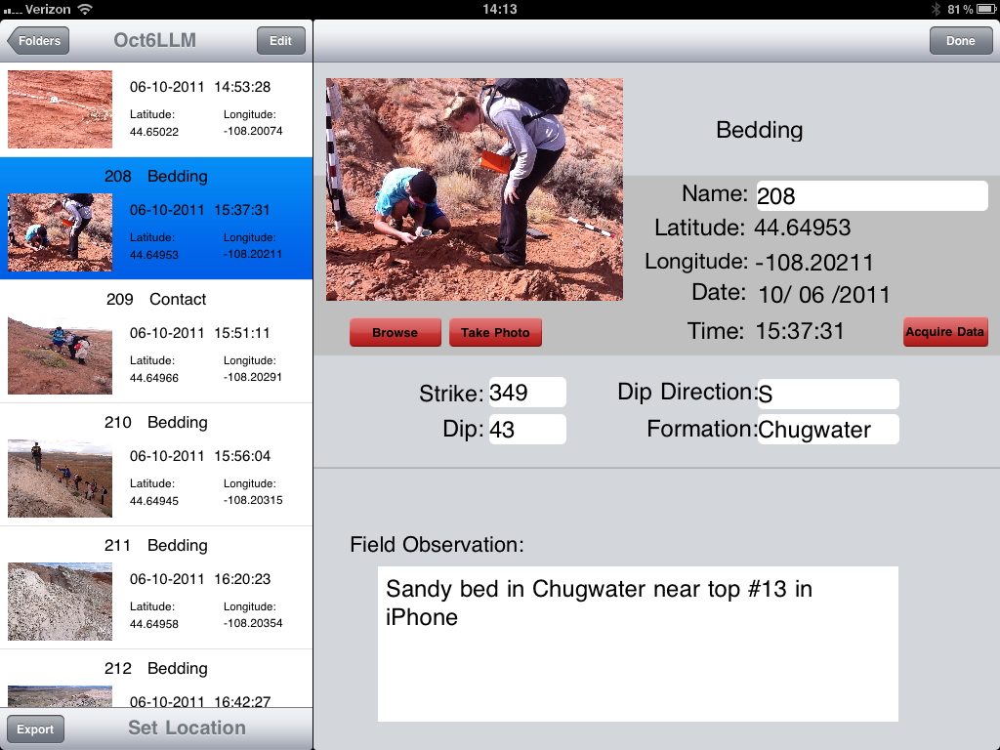 Verizon 14:13 81%
Folders Oct6LLM Edit
06-10-2011 14:53:28
Latitude: Longitude:
44.65022 -108.20074
208 Bedding
06-10-2011 15:37:31
Latitude: Longitude:
44.64953 -108.20211
209 Contact
06-10-2011 15:51:11
Latitude: Longitude:
44.64966 -108.20291
210 Bedding
06-10-2011 15:56:04
Latitude: Longitude:
44.64945 -108.20315
211 Bedding
06-10-2011 16:20:23
Latitude: Longitude:
44.64958 -108.20354
212 Bedding
06-10-2011 16:42:27
Export Set Location
Done
Bedding
Name: 208
Latitude: 44.64953
Longitude: -108.20211
Date: 10/ 06 /2011
Time: 15:37:31
Browse Take Photo Acquire Data
Strike: 349 Dip Direction: S
Dip: 43 Formation: Chugwater
Field Observation:
Sandy bed in Chugwater near top #13 in
iPhone